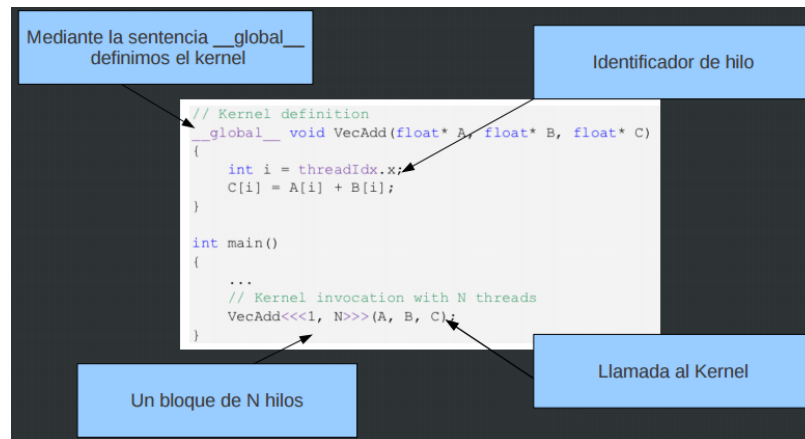 Mediante la sentencia __global__
definimos el kernel
Identificador de hilo
// Kernel definition
__global__ void VecAdd(float* A, float* B, float* C)
{
    int i = threadIdx.x;
    C[i] = A[i] + B[i];
}
int main()
{
    ...
    // Kernel invocation with N threads
    VecAdd<<<1, N>>>(A, B, C);
}
Un bloque de N hilos
Llamada al Kernel